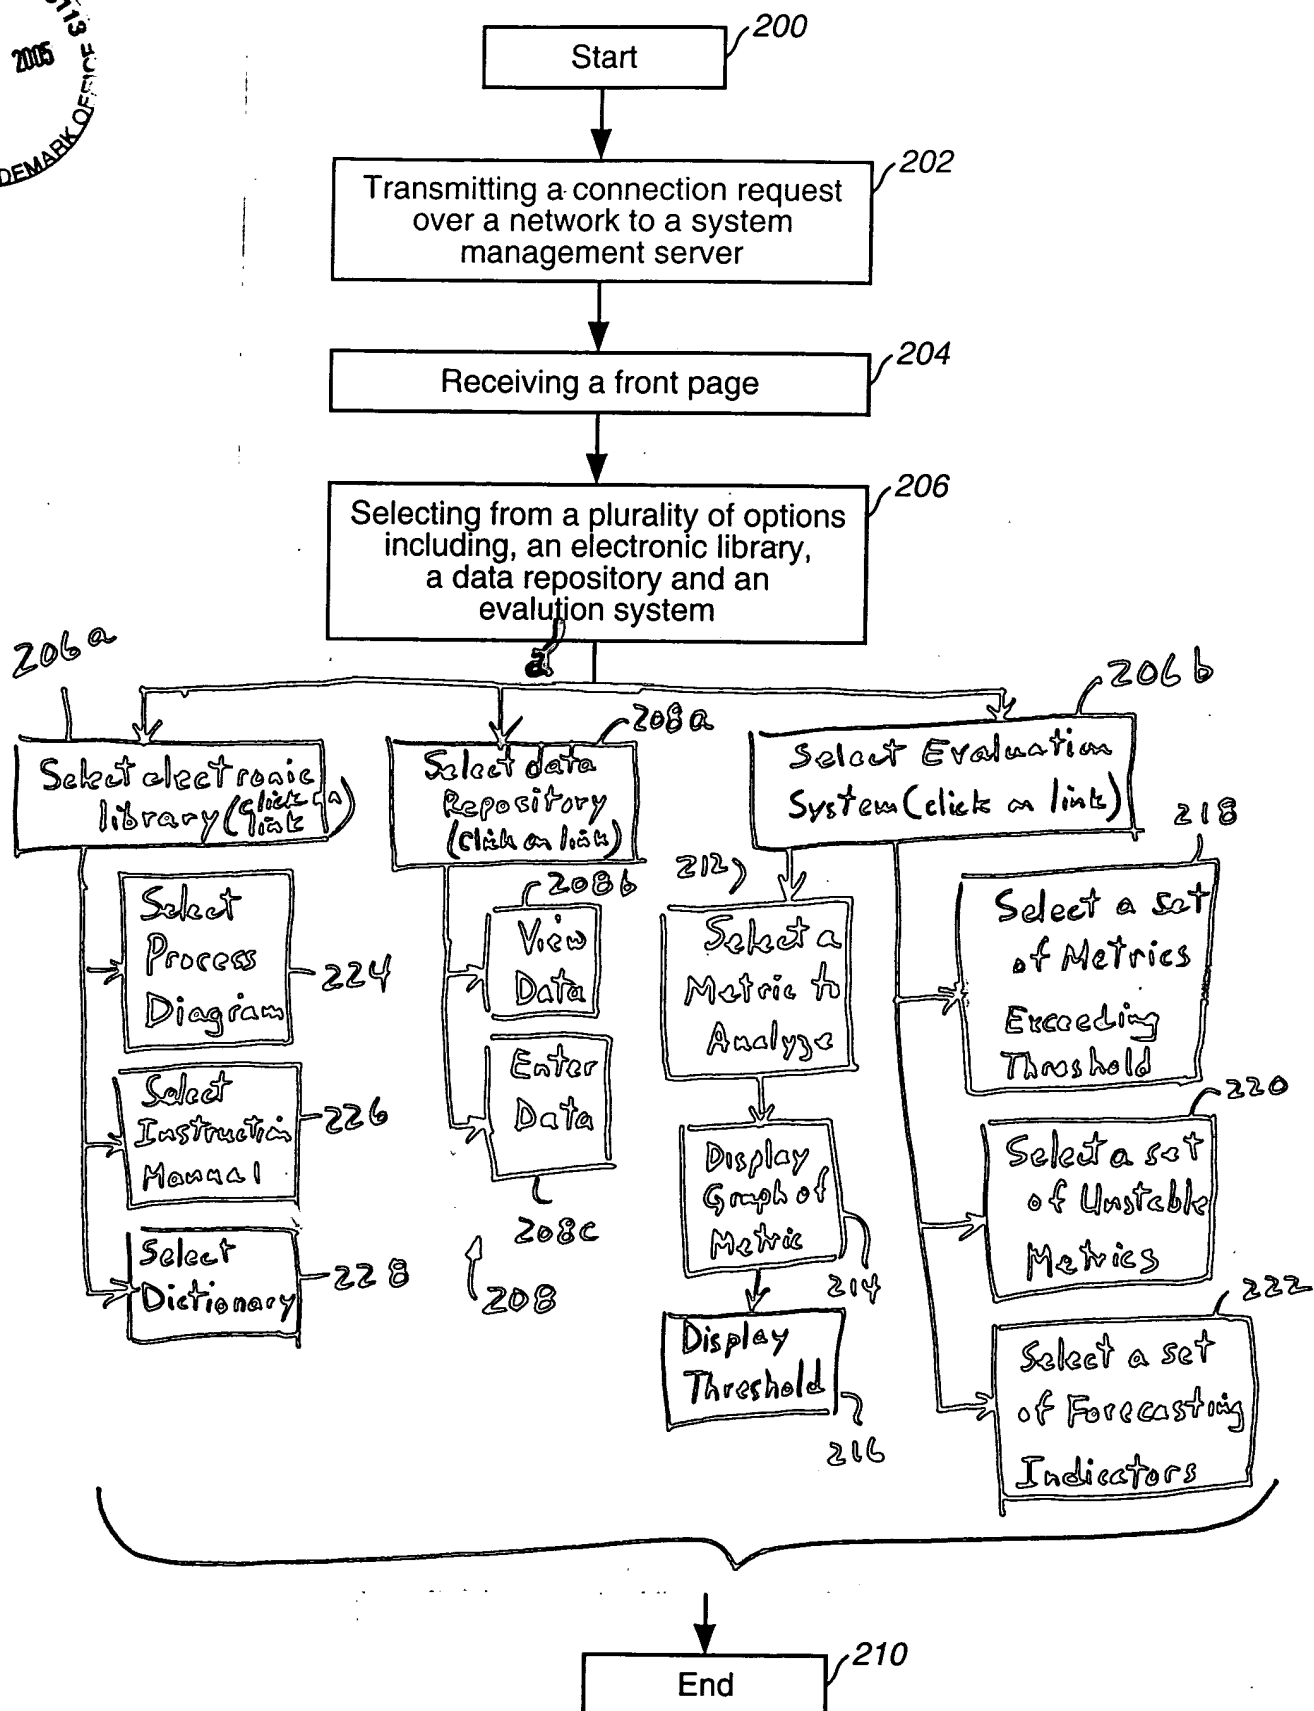 113
2005
DEMARK OFFICE
200
Start
202
Transmitting a connection request
over a network to a system
management server
204
Receiving a front page
206
Selecting from a plurality of options
including, an electronic library,
a data repository and an
evalution system
a
206a
Select electronic
library (Click on
link)
208a
Select data
Repository
(Click on link)
206b
Select Evaluation
System (click on link)
224
Select
Process
Diagram
226
Select
Instruction
Manual
228
Select
Dictionary
208b
View
Data
Enter
Data
208c
208
212
Select a
Metric to
Analyze
Display
Graph of
Metric
214
Display
Threshold
216
218
Select a set
of Metrics
Exceeding
Threshold
220
Select a set
of Unstable
Metrics
222
Select a set
of Forecasting
Indicators
210
End